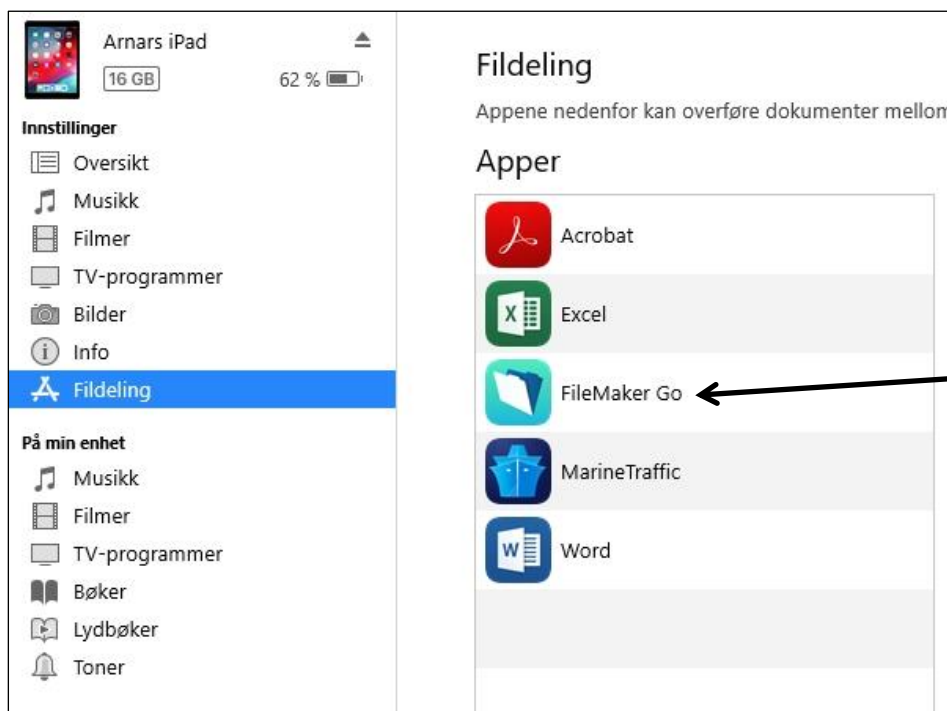 Arnars iPad
16 GB
62 %
Innstillinger
Oversikt
Musikk
Filmer
TV-programmer
Bilder
Info
Fildeling
På min enhet
Musikk
Filmer
TV-programmer
Bøker
Lydbøker
Toner
Fildeling
Appene nedenfor kan overføre dokumenter mellom
Apper
Acrobat
Excel
FileMaker Go
MarineTraffic
Word